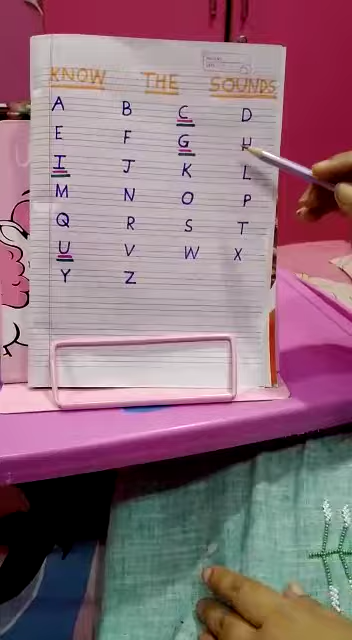 KNOW THE SOUNDS
A B C D
E F G H
I J K L
M N O P
Q R S T
U V W X
Y Z